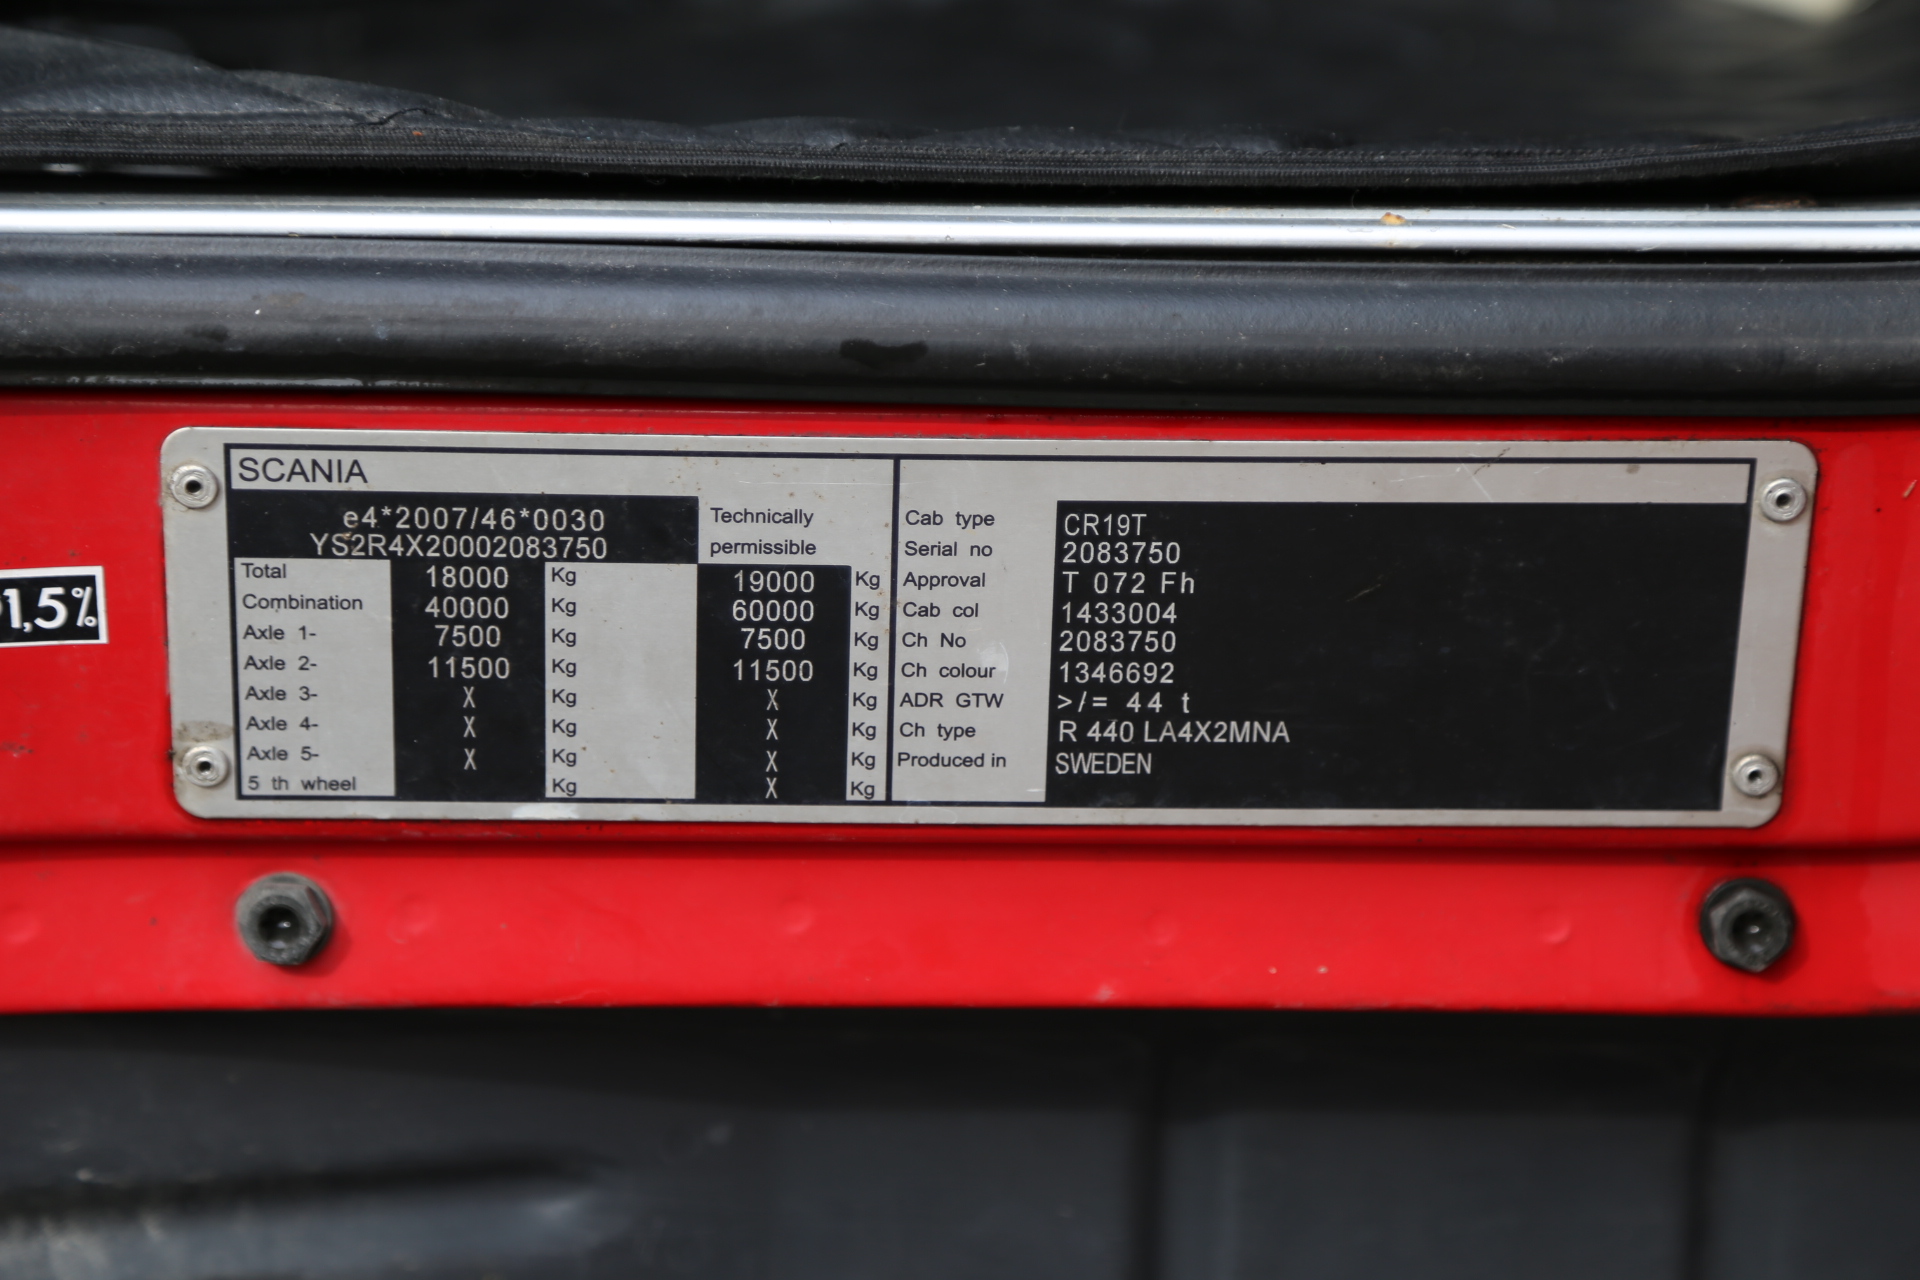 SCANIA
e4*2007/46*0030
YS2R4X20002083750
Technically
permissible
Total 18000 Kg 19000 Kg
Combination 40000 Kg 60000 Kg
Axle 1- 7500 Kg 7500 Kg
Axle 2- 11500 Kg 11500 Kg
Axle 3- X Kg X Kg
Axle 4- X Kg X Kg
Axle 5- X Kg X Kg
5 th wheel Kg X Kg
Cab type CR19T
Serial no 2083750
Approval T 072 Fh
Cab col 1433004
Ch No 2083750
Ch colour 1346692
ADR GTW >/= 44 t
Ch type R 440 LA4X2MNA
Produced in SWEDEN
1,5%